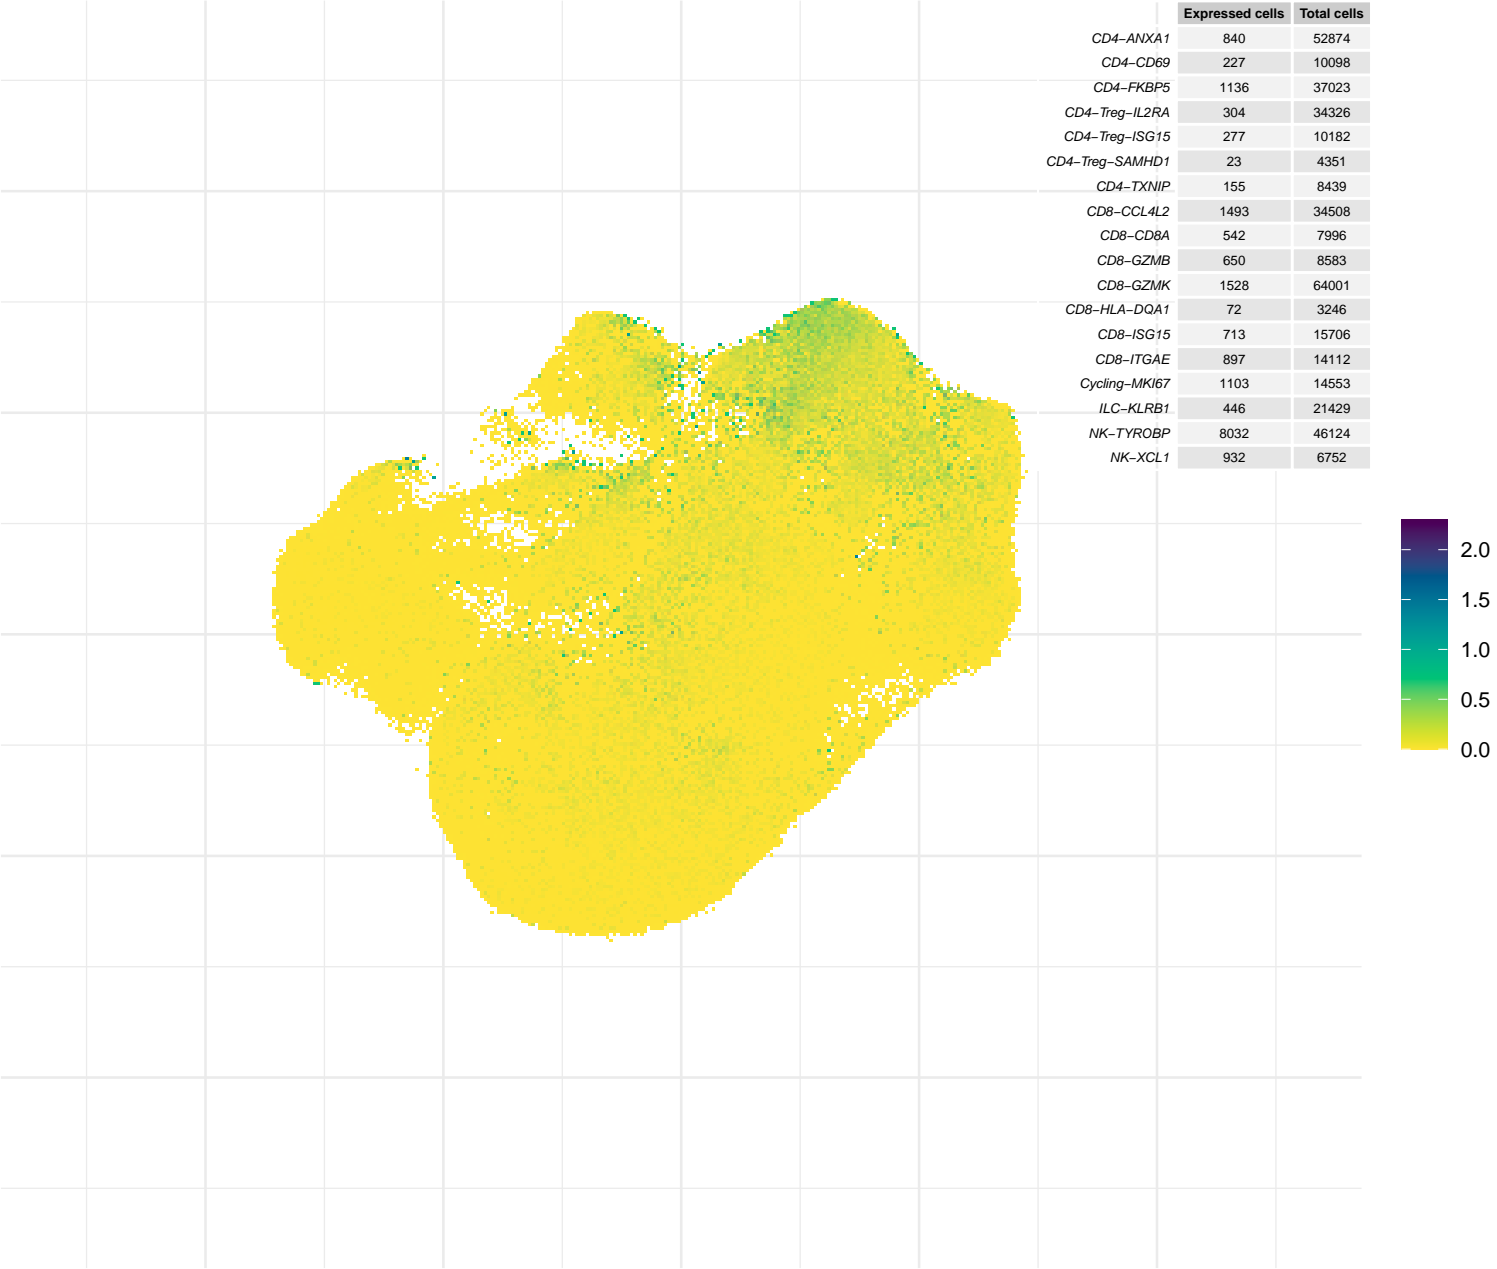 Expressed cells Total cells
CD4−ANXA1 840 52874
CD4−CD69 227 10098
CD4−FKBP5 1136 37023
CD4−Treg−IL2RA 304 34326
CD4−Treg−ISG15 277 10182
CD4−Treg−SAMHD1 23 4351
CD4−TXNIP 155 8439
CD8−CCL4L2 1493 34508
CD8−CD8A 542 7996
CD8−GZMB 650 8583
CD8−GZMK 1528 64001
CD8−HLA−DQA1 72 3246
CD8−ISG15 713 15706
CD8−ITGAE 897 14112
Cycling−MKI67 1103 14553
ILC−KLRB1 446 21429
NK−TYROBP 8032 46124
NK−XCL1 932 6752
2.0
1.5
1.0
0.5
0.0